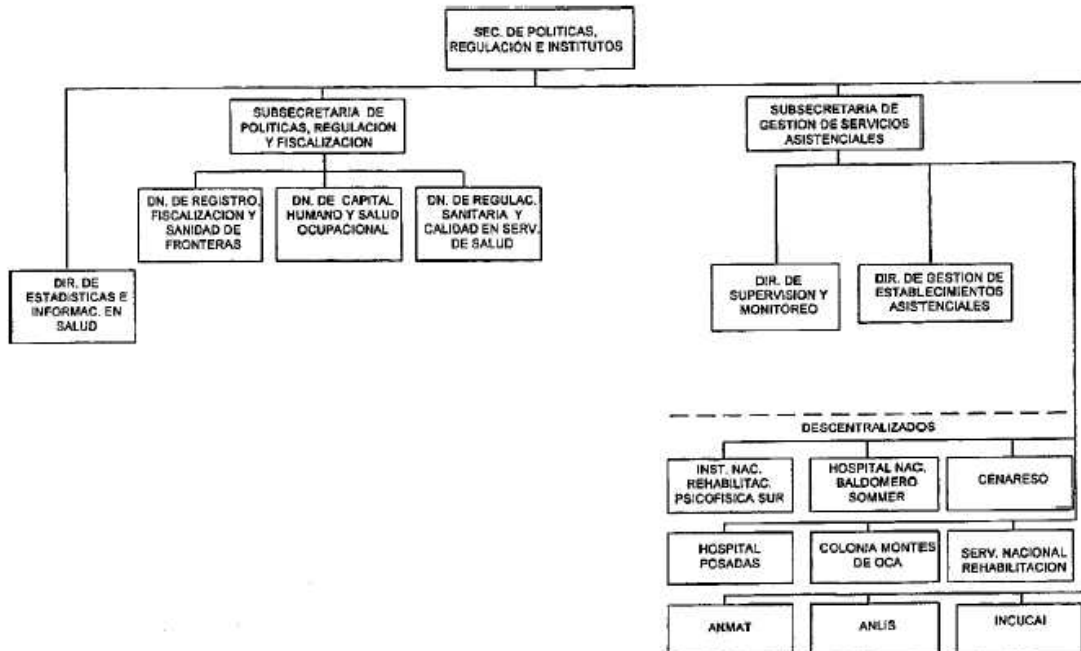 SEC. DE POLITICAS,
REGULACIÓN E INSTITUTOS
SUBSECRETARIA DE
POLITICAS, REGULACION
Y FISCALIZACION
SUBSECRETARIA DE
GESTION DE SERVICIOS
ASISTENCIALES
DN. DE REGISTRO,
FISCALIZACION Y
SANIDAD DE
FRONTERAS
DN. DE CAPITAL
HUMANO Y SALUD
OCUPACIONAL
DN. DE REGULAC.
SANITARIA Y
CALIDAD EN SERV.
DE SALUD
DIR. DE
ESTADISTICAS E
INFORMAC. EN
SALUD
DIR. DE
SUPERVISION Y
MONITOREO
DIR. DE GESTION DE
ESTABLECIMIENTOS
ASISTENCIALES
DESCENTRALIZADOS
INST. NAC.
REHABILITAC.
PSICOFISICA SUR
HOSPITAL NAC.
BALDOMERO
SOMMER
CENARESO
HOSPITAL
POSADAS
COLONIA MONTES
DE OCA
SERV. NACIONAL
REHABILITACION
ANMAT
ANLIS
INCUCAI